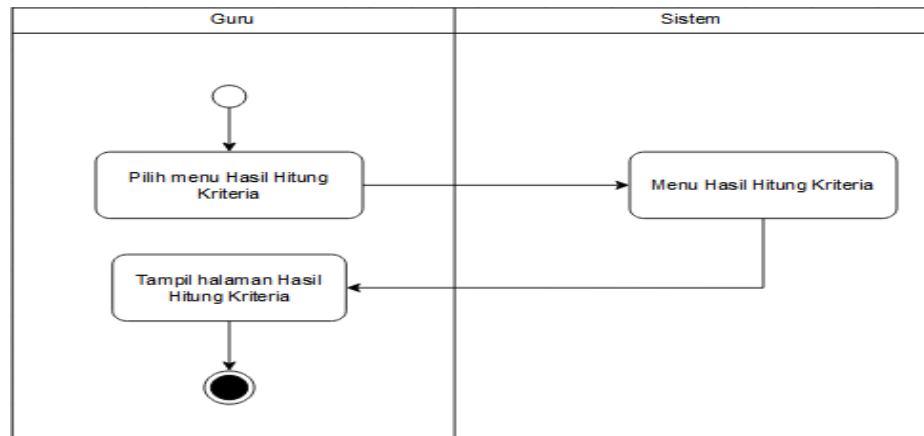 Guru
Sistem
Pilih menu Hasil Hitung
Kriteria
Menu Hasil Hitung Kriteria
Tampil halaman Hasil
Hitung Kriteria